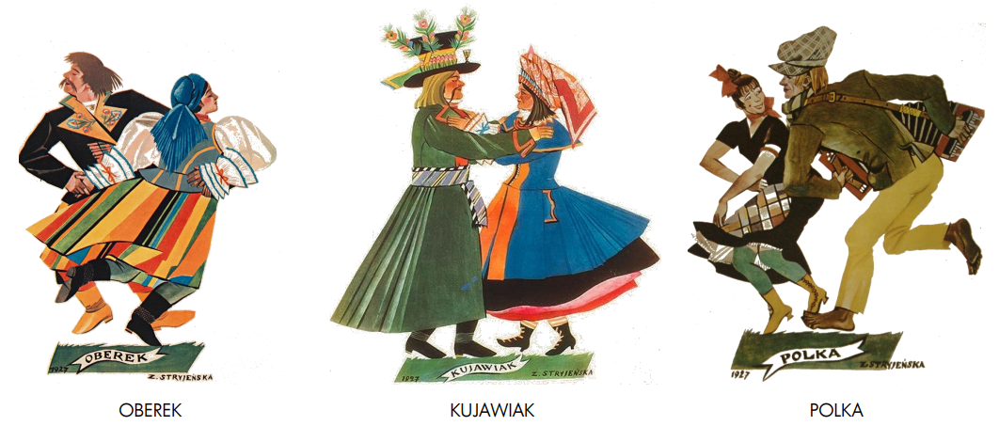 OBEREK
1927
Z. STRYJEŃSKA
KUJAWIAK
1927
Z. STRYJEŃSKA
POLKA
1927
Z. STRYJEŃSKA
OBEREK
KUJAWIAK
POLKA